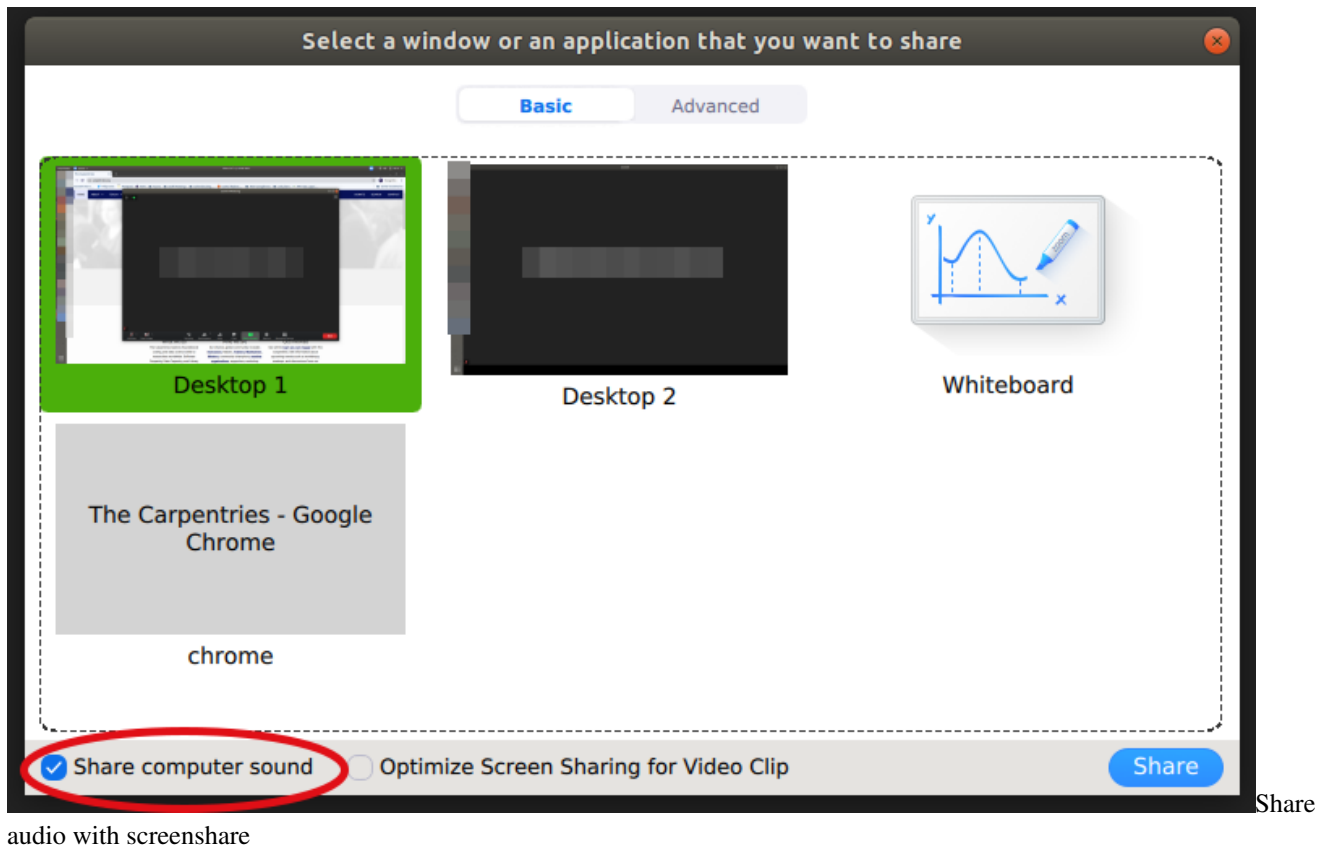 Select a window or an application that you want to share
Basic
Advanced
Desktop 1
Desktop 2
Y
zoom
X
Whiteboard
The Carpentries - Google
Chrome
chrome
Share computer sound
Optimize Screen Sharing for Video Clip
Share
Share
audio with screenshare